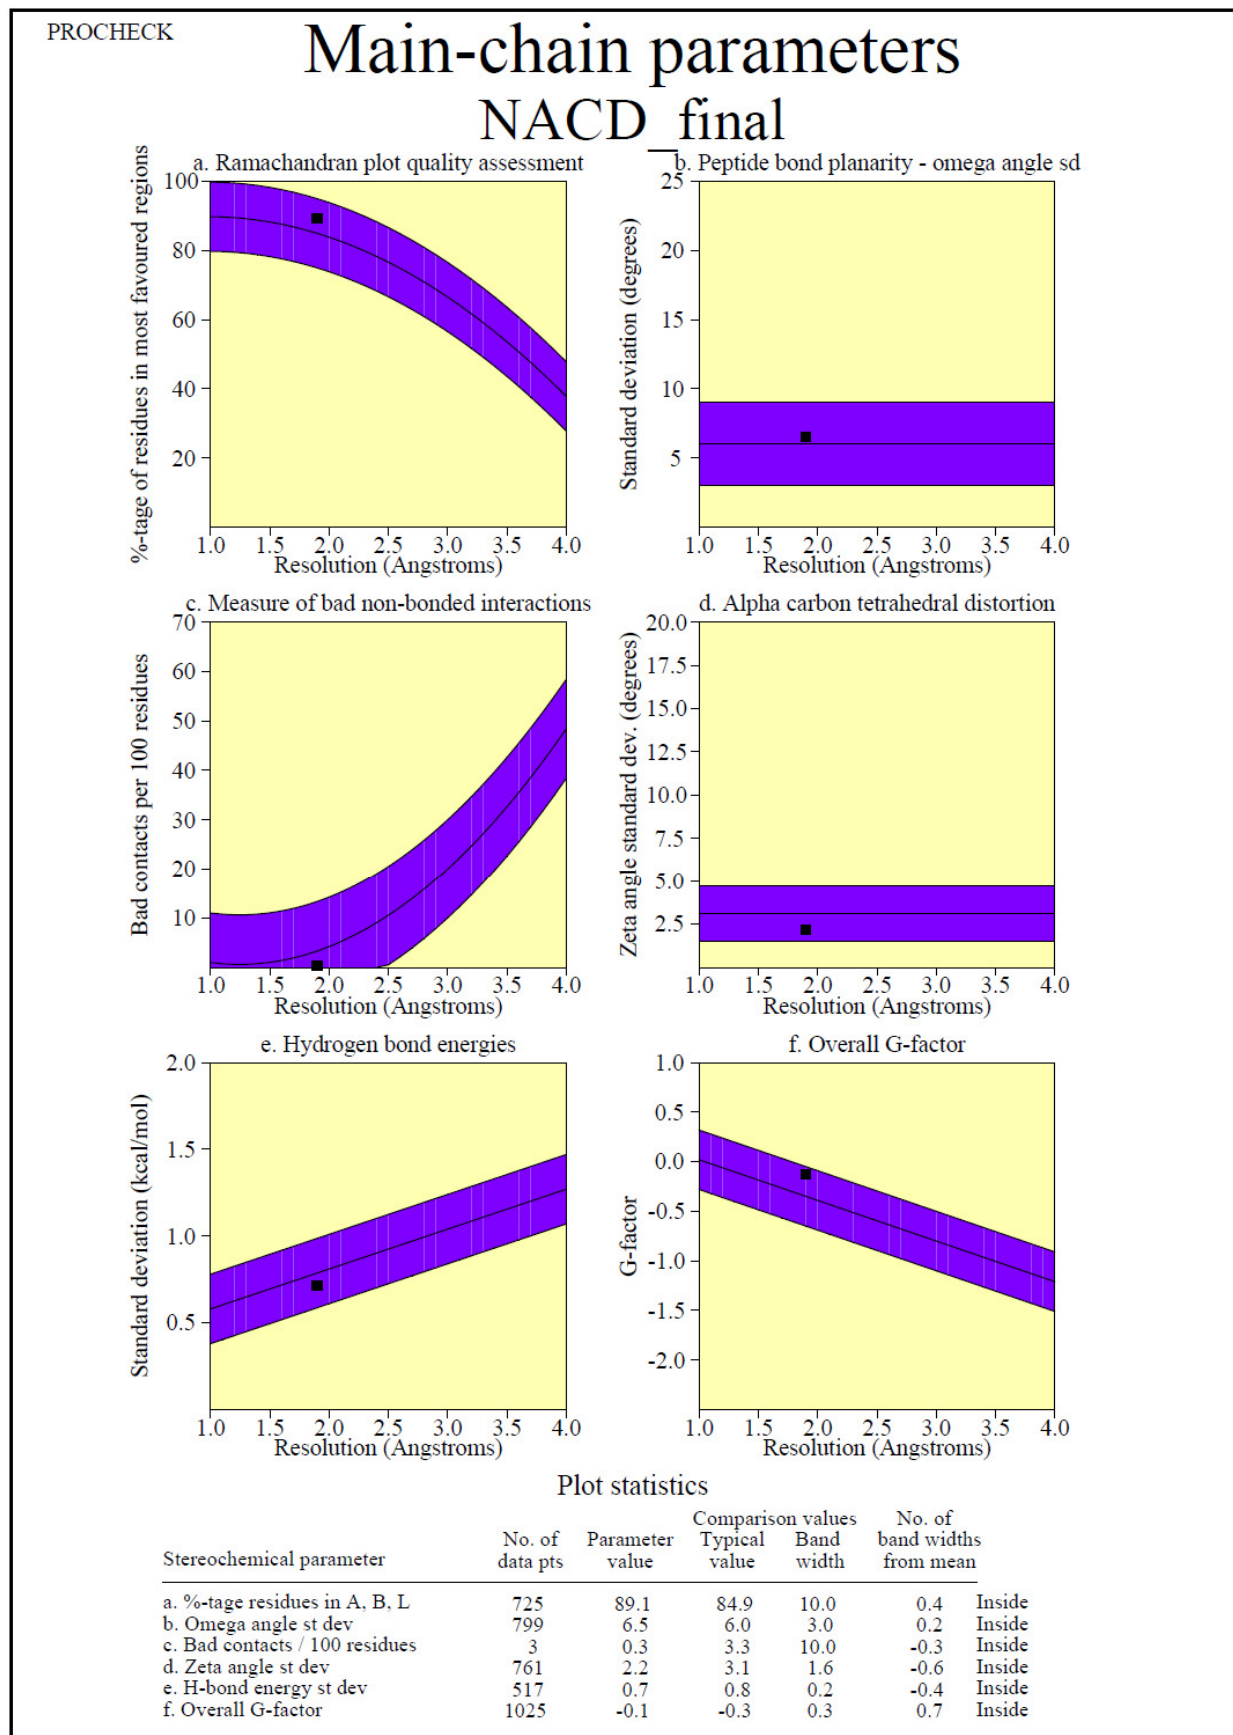 PROCHECK
Main-chain parameters
NACD_final
a. Ramachandran plot quality assessment
%-tage of residues in most favoured regions
100
80
60
40
20
1.0 1.5 2.0 2.5 3.0 3.5 4.0
Resolution (Angstroms)
b. Peptide bond planarity - omega angle sd
Standard deviation (degrees)
25
20
15
10
5
1.0 1.5 2.0 2.5 3.0 3.5 4.0
Resolution (Angstroms)
c. Measure of bad non-bonded interactions
Bad contacts per 100 residues
70
60
50
40
30
20
10
1.0 1.5 2.0 2.5 3.0 3.5 4.0
Resolution (Angstroms)
d. Alpha carbon tetrahedral distortion
Zeta angle standard dev. (degrees)
20.0
17.5
15.0
12.5
10.0
7.5
5.0
2.5
1.0 1.5 2.0 2.5 3.0 3.5 4.0
Resolution (Angstroms)
e. Hydrogen bond energies
Standard deviation (kcal/mol)
2.0
1.5
1.0
0.5
1.0 1.5 2.0 2.5 3.0 3.5 4.0
Resolution (Angstroms)
f. Overall G-factor
G-factor
1.0
0.5
0.0
-0.5
-1.0
-1.5
-2.0
1.0 1.5 2.0 2.5 3.0 3.5 4.0
Resolution (Angstroms)
Plot statistics
Comparison values No. of
No. of Parameter Typical Band band widths
Stereochemical parameter data pts value value width from mean
a. %-tage residues in A, B, L 725 89.1 84.9 10.0 0.4 Inside
b. Omega angle st dev 799 6.5 6.0 3.0 0.2 Inside
c. Bad contacts / 100 residues 3 0.3 3.3 10.0 -0.3 Inside
d. Zeta angle st dev 761 2.2 3.1 1.6 -0.6 Inside
e. H-bond energy st dev 517 0.7 0.8 0.2 -0.4 Inside
f. Overall G-factor 1025 -0.1 -0.3 0.3 0.7 Inside